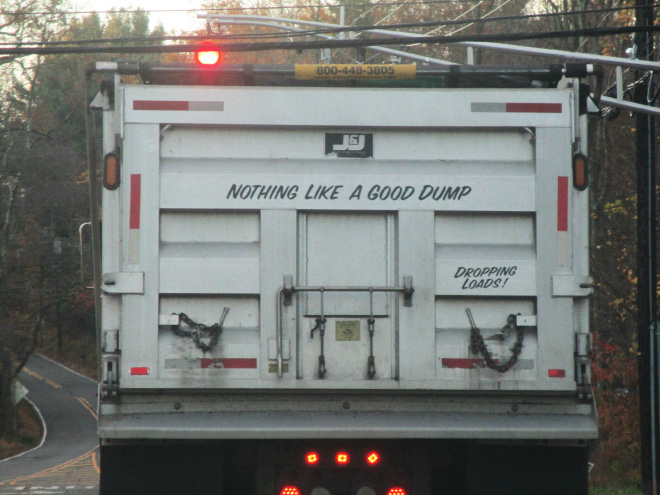 800-448-3805
J&J
NOTHING LIKE A GOOD DUMP
DROPPING
LOADS!